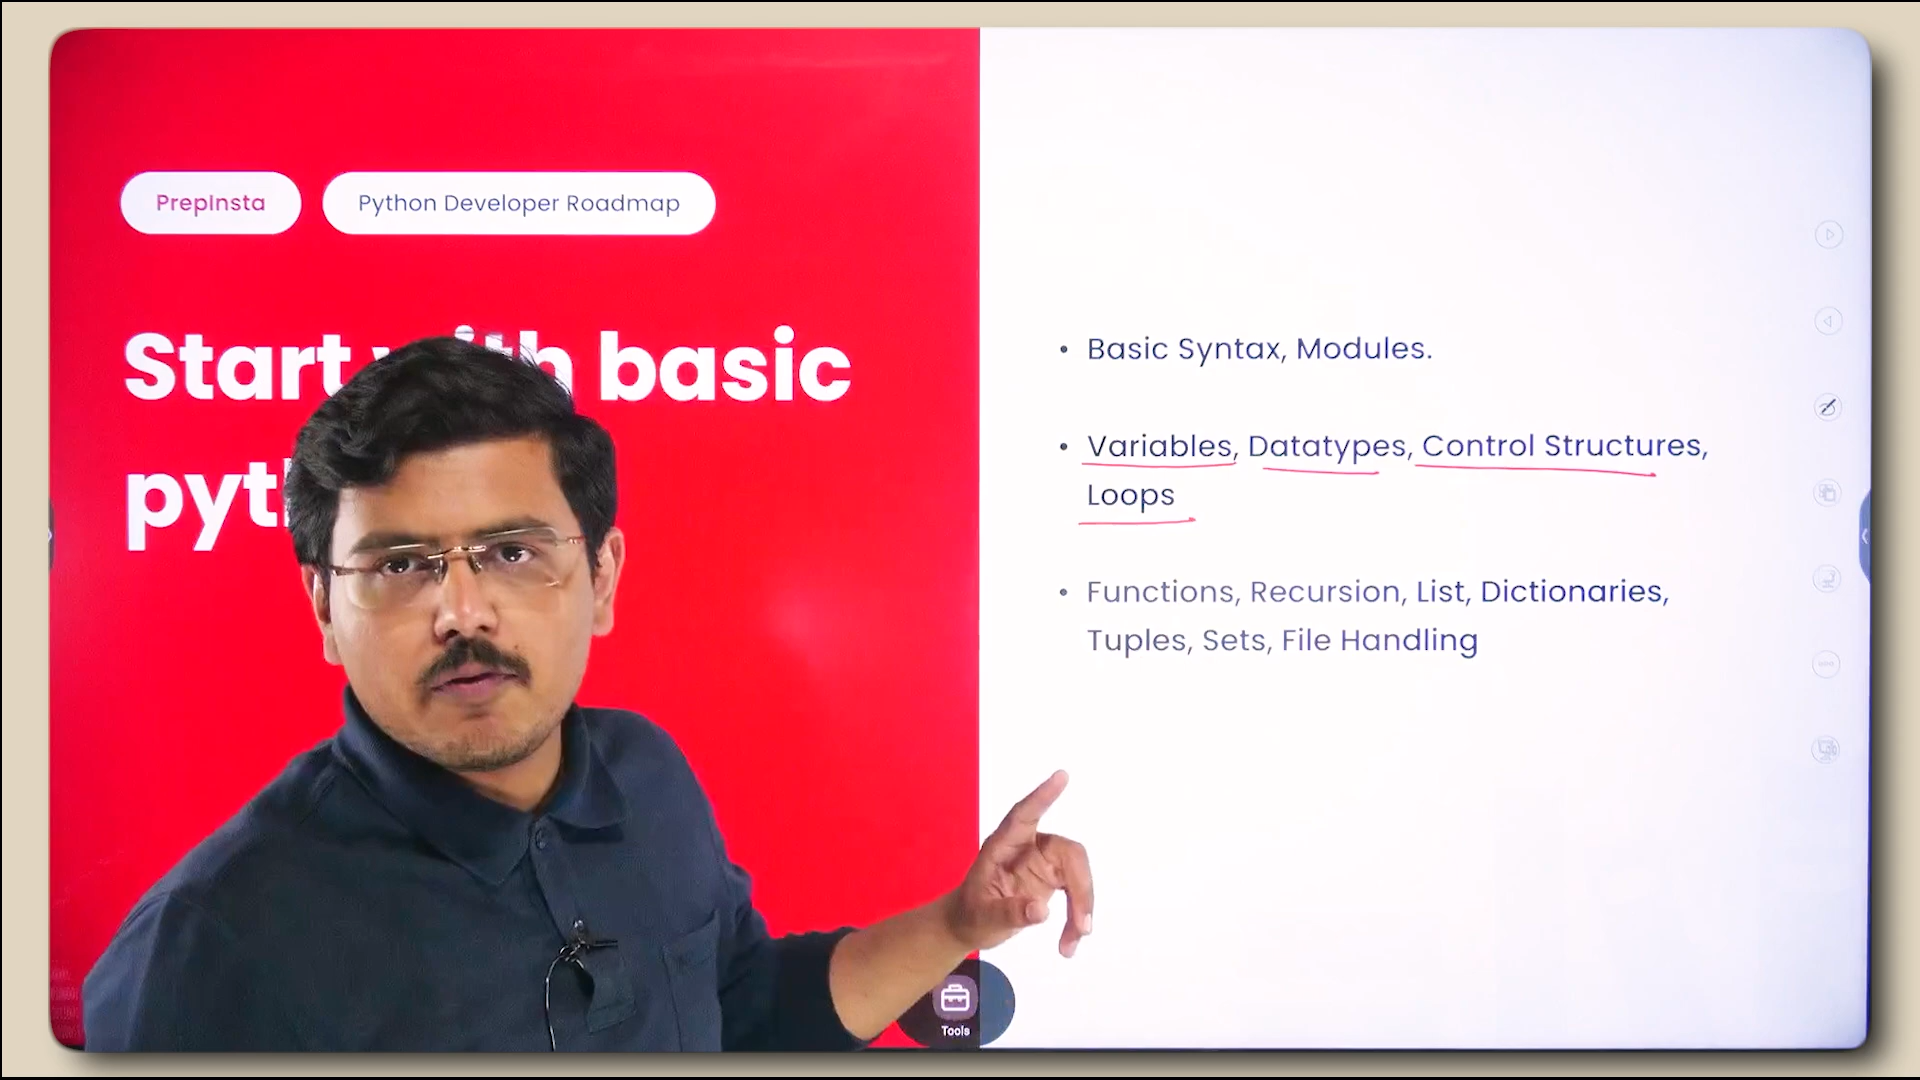 PrepInsta
Python Developer Roadmap
Start with basic
pyt
• Basic Syntax, Modules.
• Variables, Datatypes, Control Structures,
Loops
• Functions, Recursion, List, Dictionaries,
Tuples, Sets, File Handling
Tools